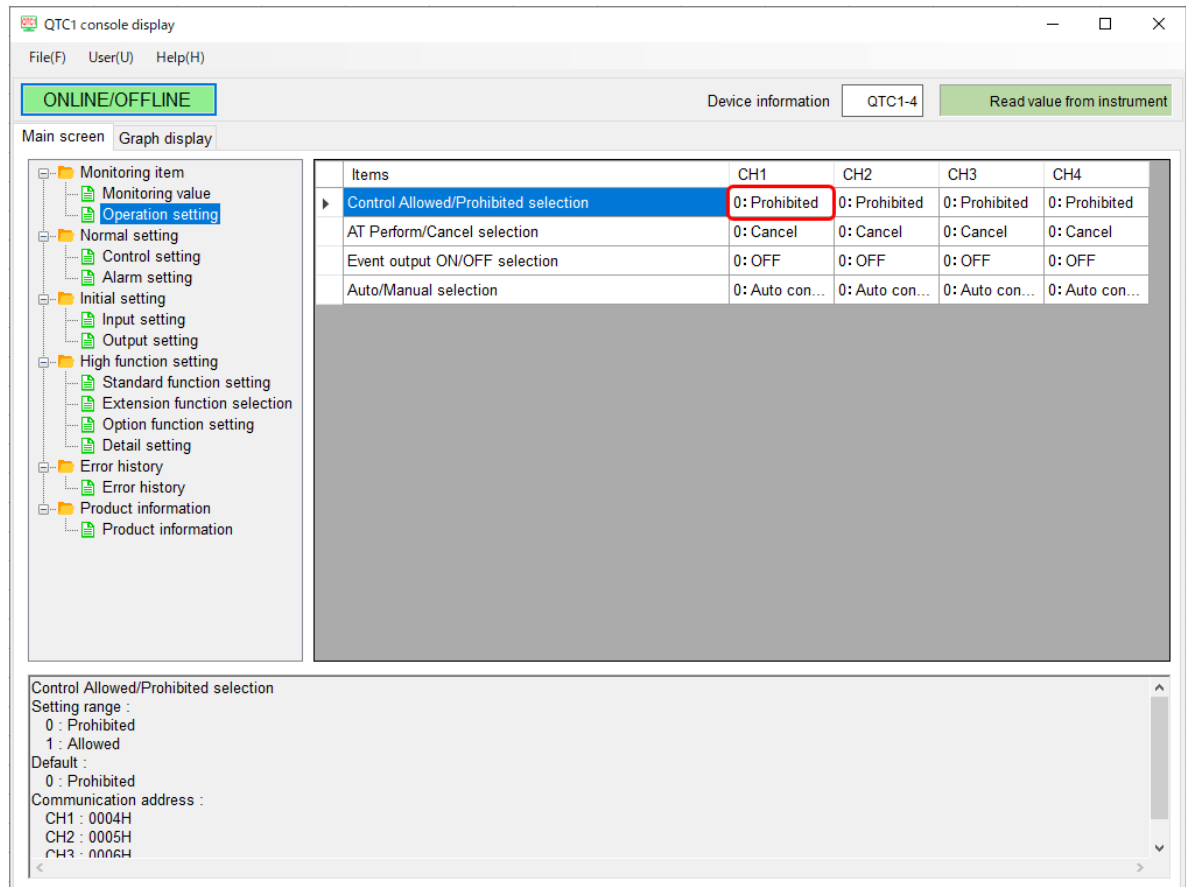 QTC1 console display
File(F) User(U) Help(H)
ONLINE/OFFLINE Device information QTC1-4 Read value from instrument
Main screen Graph display
Monitoring item
Monitoring value
Operation setting
Normal setting
Control setting
Alarm setting
Initial setting
Input setting
Output setting
High function setting
Standard function setting
Extension function selection
Option function setting
Detail setting
Error history
Error history
Product information
Product information
Items CH1 CH2 CH3 CH4
Control Allowed/Prohibited selection 0: Prohibited 0: Prohibited 0: Prohibited 0: Prohibited
AT Perform/Cancel selection 0: Cancel 0: Cancel 0: Cancel 0: Cancel
Event output ON/OFF selection 0: OFF 0: OFF 0: OFF 0: OFF
Auto/Manual selection 0: Auto con... 0: Auto con... 0: Auto con... 0: Auto con...
Control Allowed/Prohibited selection
Setting range :
0 : Prohibited
1 : Allowed
Default :
0 : Prohibited
Communication address :
CH1 : 0004H
CH2 : 0005H
CH3 : 0006H